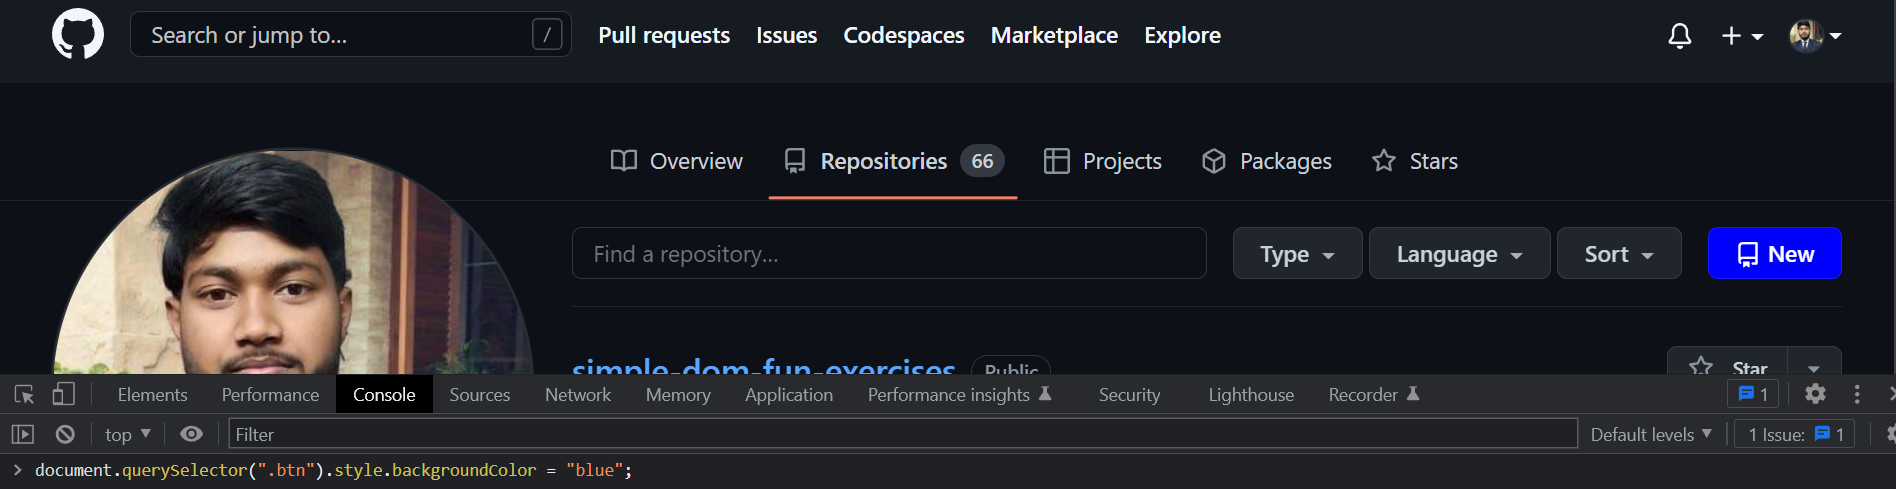 Search or jump to... / Pull requests Issues Codespaces Marketplace Explore
Overview Repositories 66 Projects Packages Stars
Find a repository... Type Language Sort New
simple-dom-fun-exercises Public Star
Elements Performance Console Sources Network Memory Application Performance insights Security Lighthouse Recorder 1
top Filter Default levels 1 Issue: 1
document.querySelector(".btn").style.backgroundColor = "blue";